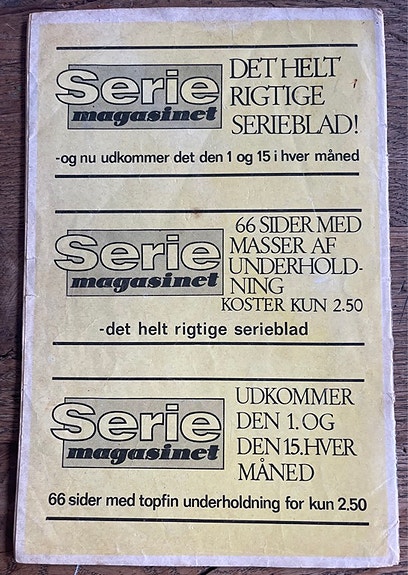 Serie
magasinet
DET HELT
RIGTIGE
SERIEBLAD!
-og nu udkommer det den 1 og 15 i hver måned
Serie
magasinet
66 SIDER MED
MASSER AF
UNDERHOLD-
NING
KOSTER KUN 2.50
-det helt rigtige serieblad
Serie
magasinet
UDKOMMER
DEN 1. OG
DEN 15. HVER
MÅNED
66 sider med topfin underholdning for kun 2.50